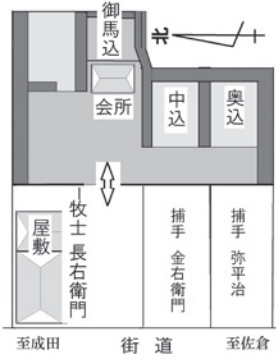 御馬込
北
会所
中込
奥込
屋敷
牧士 長右衛門
捕手 金右衛門
捕手 弥平治
至成田
街道
至佐倉